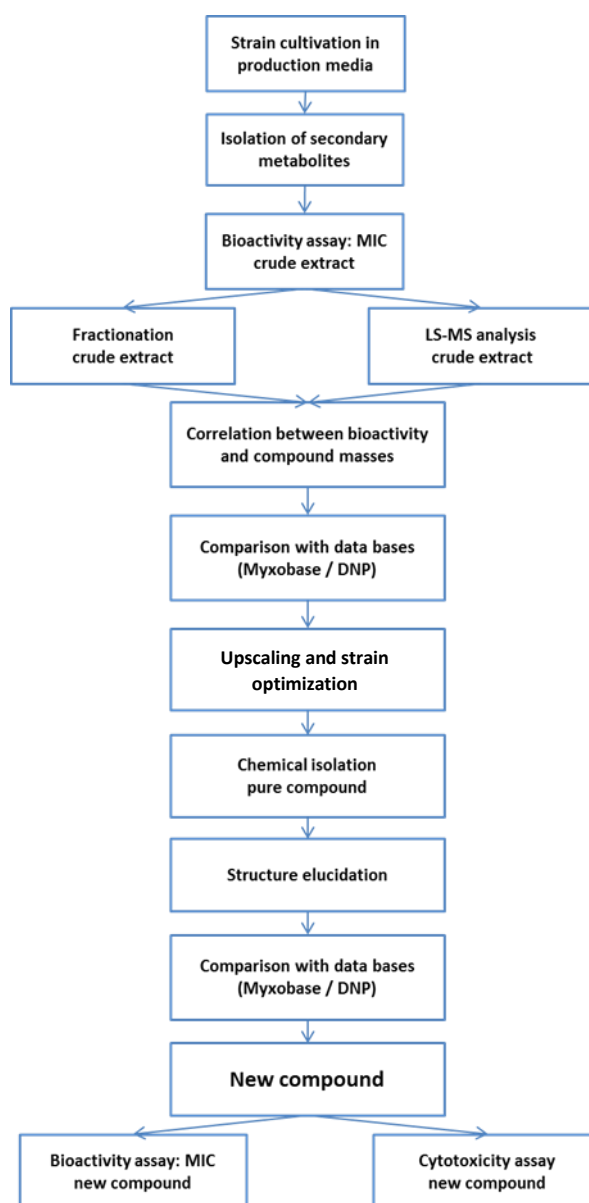 Strain cultivation in
production media
Isolation of secondary
metabolites
Bioactivity assay: MIC
crude extract
Fractionation
crude extract
LS-MS analysis
crude extract
Correlation between bioactivity
and compound masses
Comparison with data bases
(Myxobase / DNP)
Upscaling and strain
optimization
Chemical isolation
pure compound
Structure elucidation
Comparison with data bases
(Myxobase / DNP)
New compound
Bioactivity assay: MIC
new compound
Cytotoxicity assay
new compound